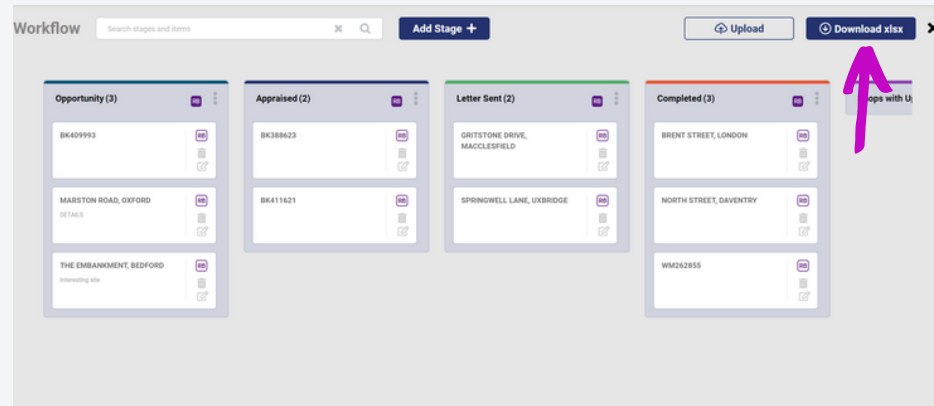 Workflow
Search stages and items
Add Stage +
Upload
Download xlsx
Opportunity (3)
RB
BK409993
RB
MARSTON ROAD, OXFORD
RB
DETAILS
THE EMBANKMENT, BEDFORD
RB
Interesting site
Appraised (2)
RB
BK388623
RB
BK411621
RB
Letter Sent (2)
RB
GRITSTONE DRIVE,
MACCLESFIELD
RB
SPRINGWELL LANE, UXBRIDGE
RB
Completed (3)
RB
BRENT STREET, LONDON
RB
NORTH STREET, DAVENTRY
RB
WM262855
RB
ops with U